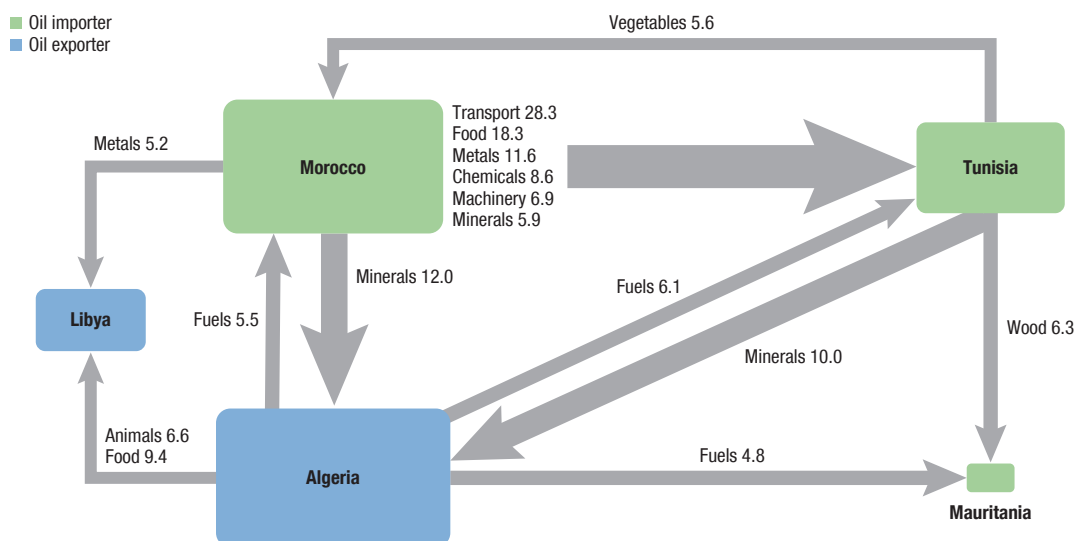 Oil importer
Oil exporter
Vegetables 5.6
Transport 28.3
Food 18.3
Metals 11.6
Chemicals 8.6
Machinery 6.9
Minerals 5.9
Metals 5.2
Morocco
Tunisia
Minerals 12.0
Fuels 6.1
Libya
Fuels 5.5
Wood 6.3
Minerals 10.0
Animals 6.6
Food 9.4
Algeria
Fuels 4.8
Mauritania